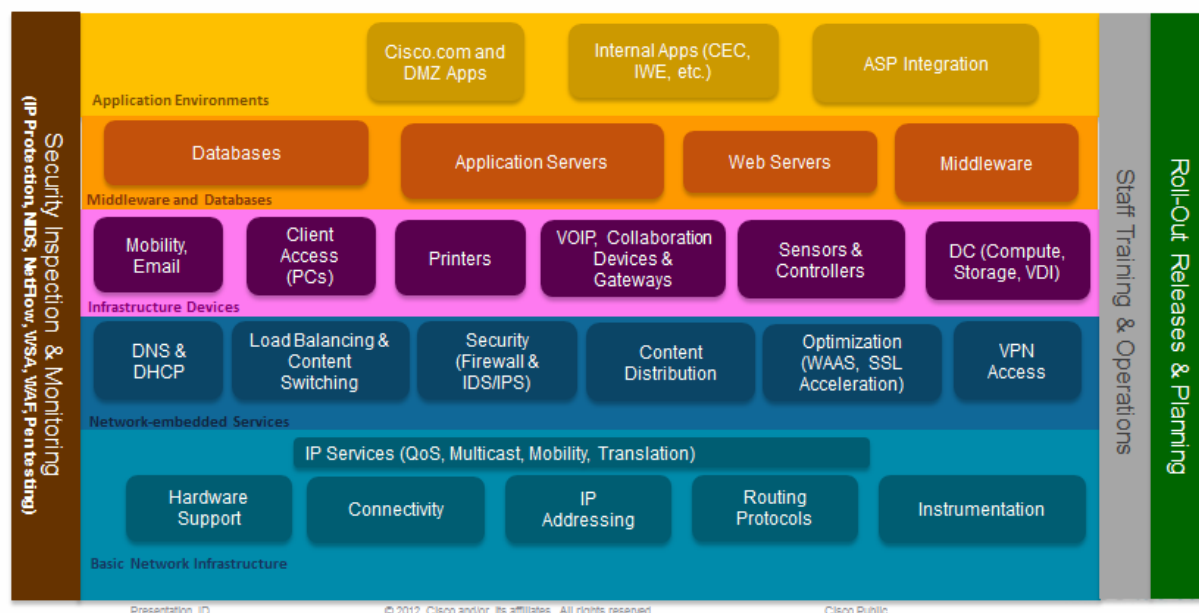 Security Inspection & Monitoring
(IP Protection, NIDS, NetFlow, WSA, WAF, Pentesting)
Cisco.com and
DMZ Apps
Internal Apps (CEC,
IWE, etc.)
ASP Integration
Application Environments
Databases
Application Servers
Web Servers
Middleware
Middleware and Databases
Mobility,
Email
Client
Access
(PCs)
Printers
VOIP, Collaboration
Devices &
Gateways
Sensors &
Controllers
DC (Compute,
Storage, VDI)
Infrastructure Devices
DNS &
DHCP
Load Balancing &
Content
Switching
Security
(Firewall &
IDS/IPS)
Content
Distribution
Optimization
(WAAS, SSL
Acceleration)
VPN
Access
Network-embedded Services
IP Services (QoS, Multicast, Mobility, Translation)
Hardware
Support
Connectivity
IP
Addressing
Routing
Protocols
Instrumentation
Basic Network Infrastructure
Staff Training & Operations
Roll-Out Releases & Planning
Presentation_ID
© 2012 Cisco and/or its affiliates. All rights reserved.
Cisco Public